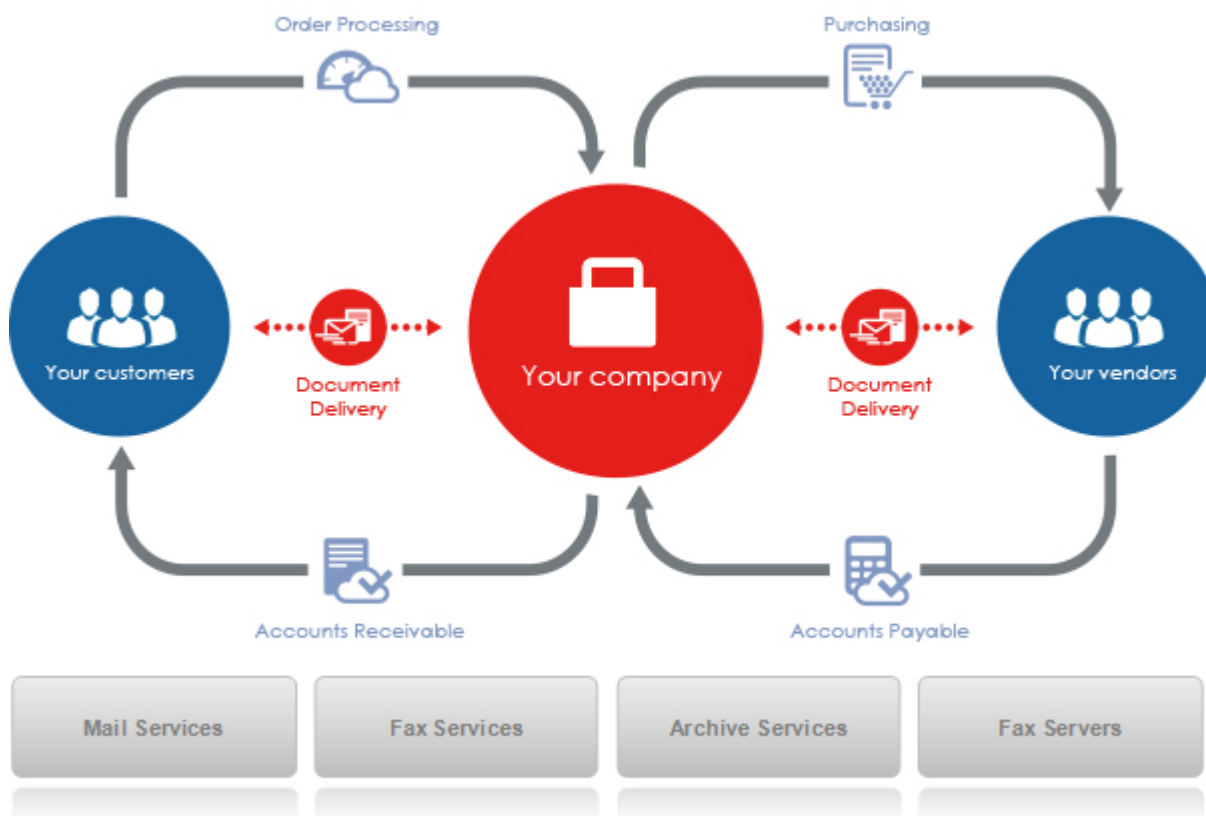 Order Processing
Purchasing
Your customers
Document
Delivery
Your company
Document
Delivery
Your vendors
Accounts Receivable
Accounts Payable
Mail Services
Fax Services
Archive Services
Fax Servers